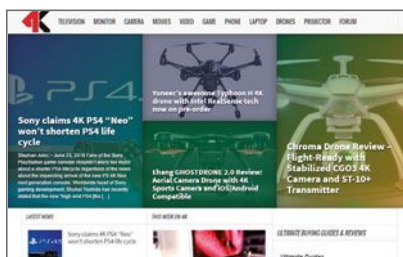 4K
TELEVISION MONITOR CAMERA MOVIES VIDEO GAME PHONE LAPTOP DRONES PROJECTOR FORUM
PS4
Sony claims 4K PS4 “Neo”
won’t shorten PS4 life
cycle
Yuneec's awesome Typhoon H 4K
drone with Intel RealSense tech
now on pre-order
Ehang GHOSTDRONE 2.0 Review:
Aerial Camera Drone with 4K
Sports Camera and iOS/Android
Compatible
Chroma Drone Review –
Flight-Ready with
Stabilized CGO3 4K
Camera and ST-10+
Transmitter
LATEST NEWS
Sony claims 4K PS4 “Neo”
won’t shorten PS4 life cycle
THIS WEEK ON 4K
ULTIMATE BUYING GUIDES & REVIEWS
Ultimate Guides